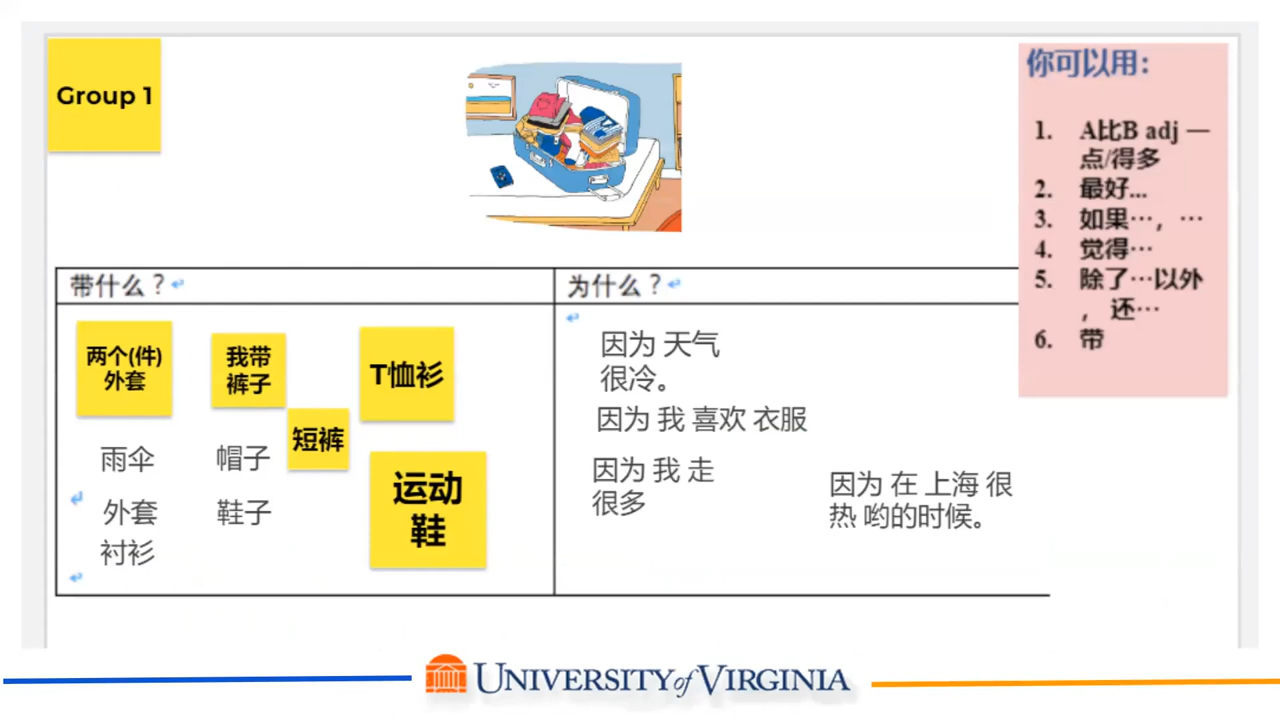 Group 1
你可以用：
1. A比B adj 一
点/得多
2. 最好...
3. 如果…，…
4. 觉得…
5. 除了…以外
，还…
6. 带
带什么？
为什么？
两个(件)
外套
我带
裤子
T恤衫
短裤
雨伞
帽子
运动
鞋
外套
鞋子
衬衫
因为 天气
很冷。
因为 我 喜欢 衣服
因为 我 走
很多
因为 在 上海 很
热 哟的时候。
UNIVERSITY of VIRGINIA